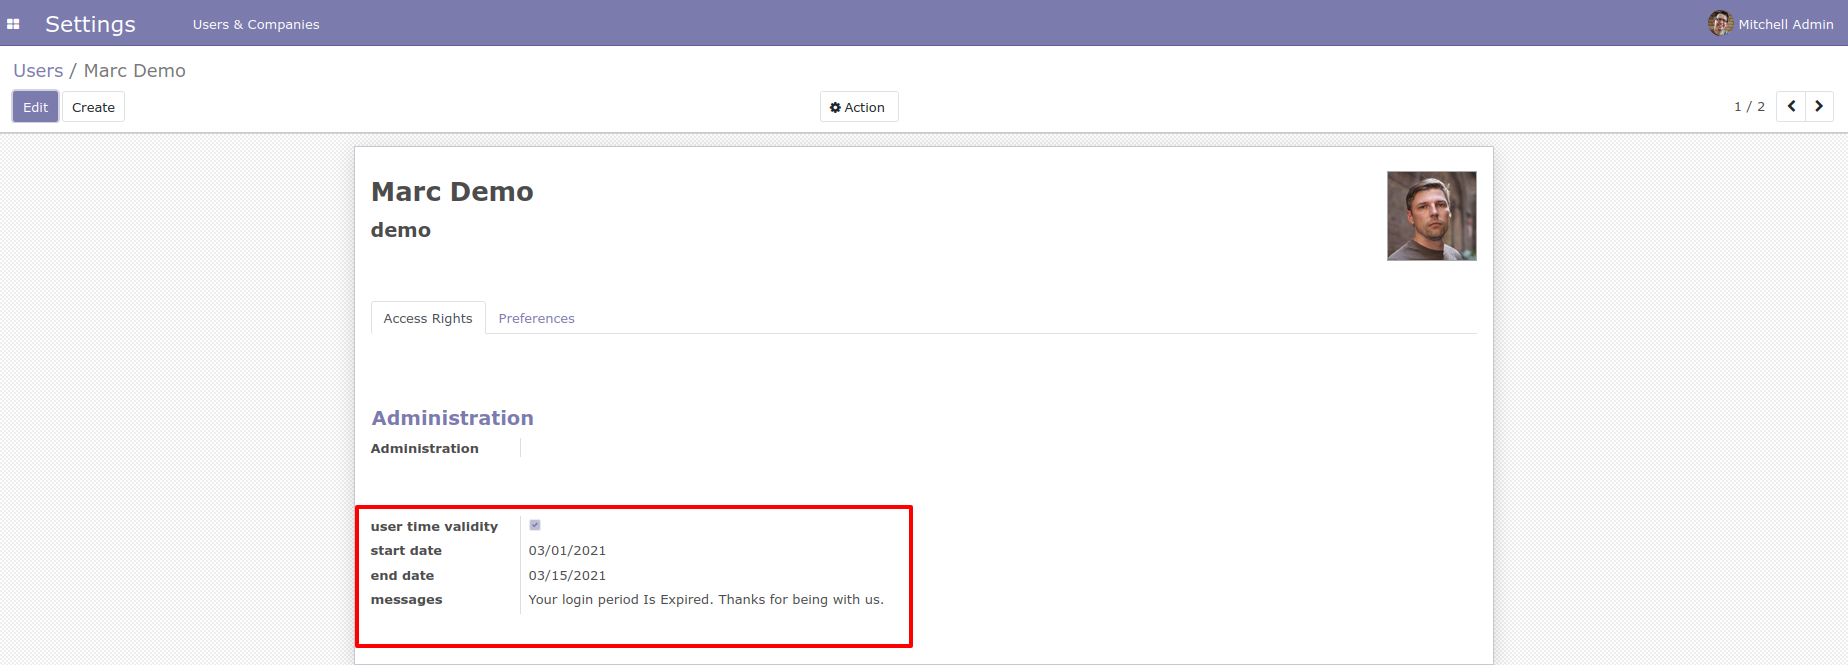 Settings Users & Companies Mitchell Admin
Users / Marc Demo
Edit Create Action 1 / 2
Marc Demo
demo
Access Rights Preferences
Administration
Administration
user time validity
start date 03/01/2021
end date 03/15/2021
messages Your login period Is Expired. Thanks for being with us.